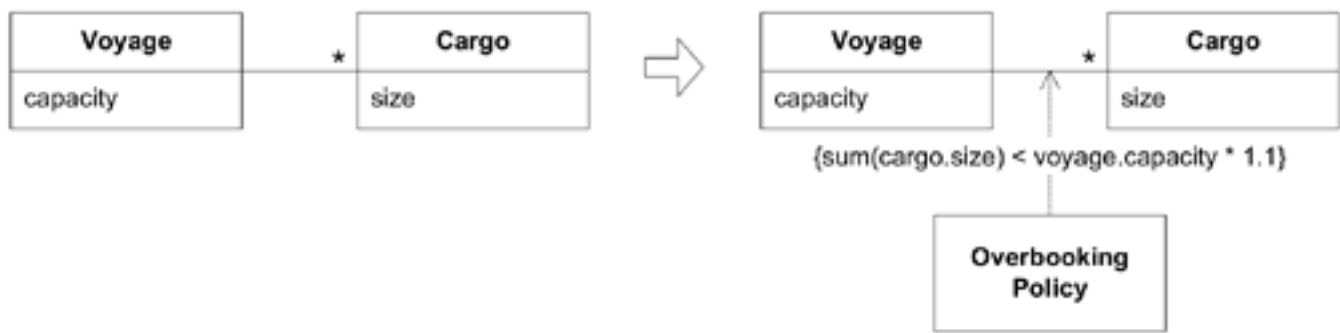 Voyage
capacity
*
Cargo
size
Voyage
capacity
*
Cargo
size
{sum(cargo.size) < voyage.capacity * 1.1}
Overbooking
Policy